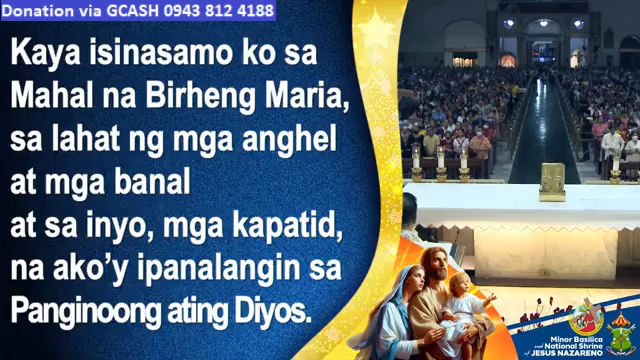 Donation via GCASH 0943 812 4188
Kaya isinasamo ko sa
Mahal na Birheng Maria,
sa lahat ng mga anghel
at mga banal
at sa inyo, mga kapatid,
na ako’y ipanalangin sa
Panginoong ating Diyos.
Minor Basilica
and National Shrine
of JESUS NAZARENO